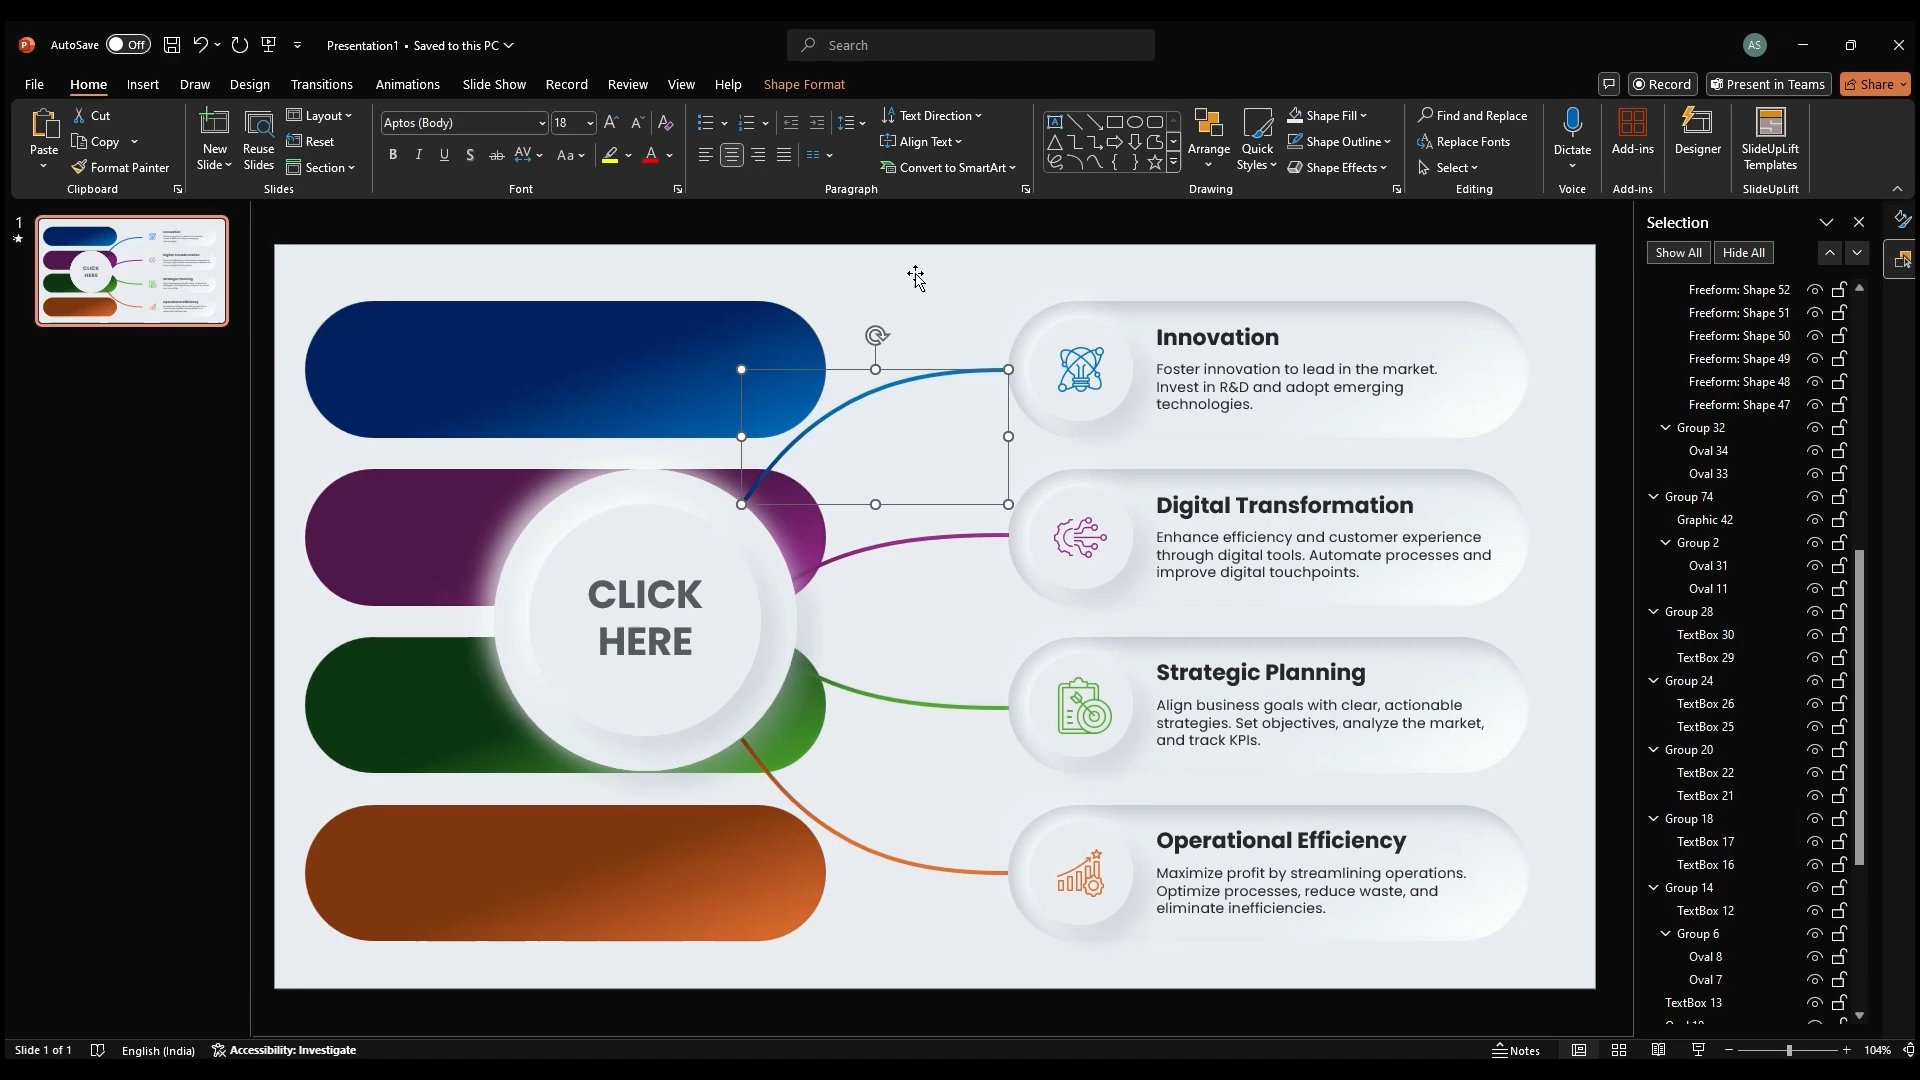 AutoSave Off
Presentation1 • Saved to this PC
Search
AS
File Home Insert Draw Design Transitions Animations Slide Show Record Review View Help Shape Format
Record Present in Teams Share
Paste
Cut
Copy
Format Painter
Clipboard
New Slide
Reuse Slides
Layout
Reset
Section
Slides
Aptos (Body) 18
B I U S ab AV Aa A
Font
Text Direction
Align Text
Convert to SmartArt
Paragraph
Arrange
Quick Styles
Shape Fill
Shape Outline
Shape Effects
Drawing
Find and Replace
Replace Fonts
Select
Editing
Dictate
Voice
Add-ins
Add-ins
Designer
SlideUpLift Templates
SlideUpLift
1
CLICK
HERE
Innovation
Foster innovation to lead in the market.
Invest in R&D and adopt emerging
technologies.
Digital Transformation
Enhance efficiency and customer experience
through digital tools. Automate processes and
improve digital touchpoints.
Strategic Planning
Align business goals with clear, actionable
strategies. Set objectives, analyze the market,
and track KPIs.
Operational Efficiency
Maximize profit by streamlining operations.
Optimize processes, reduce waste, and
eliminate inefficiencies.
Selection
Show All Hide All
Freeform: Shape 52
Freeform: Shape 51
Freeform: Shape 50
Freeform: Shape 49
Freeform: Shape 48
Freeform: Shape 47
Group 32
Oval 34
Oval 33
Group 74
Graphic 42
Group 2
Oval 31
Oval 11
Group 28
TextBox 30
TextBox 29
Group 24
TextBox 26
TextBox 25
Group 20
TextBox 22
TextBox 21
Group 18
TextBox 17
TextBox 16
Group 14
TextBox 12
Group 6
Oval 8
Oval 7
TextBox 13
Slide 1 of 1 English (India) Accessibility: Investigate
Notes 104%